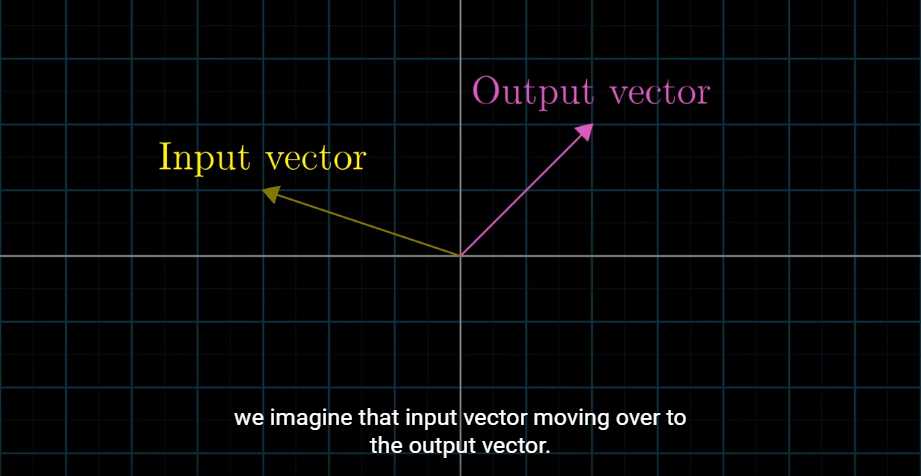 Output vector
Input vector
we imagine that input vector moving over to
the output vector.